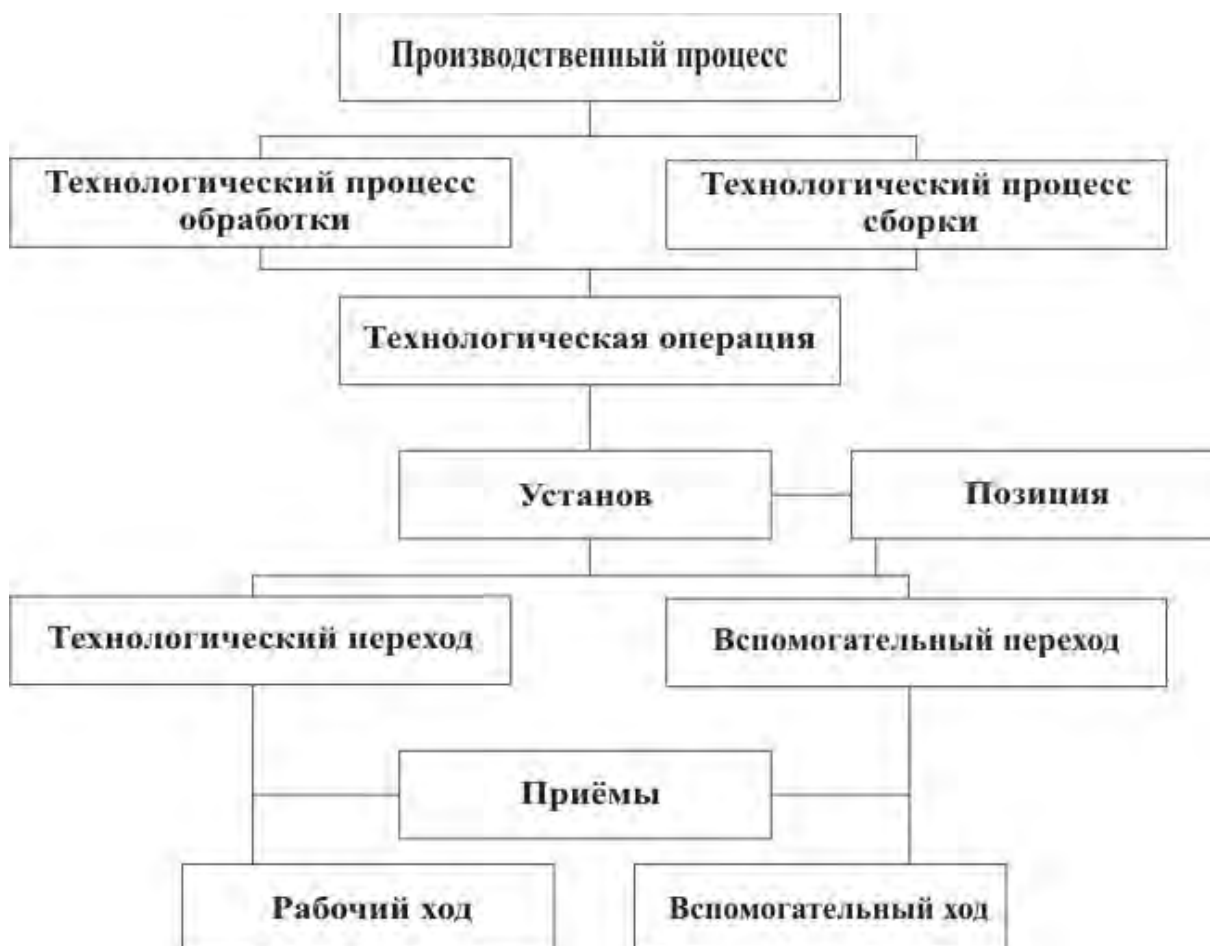 Производственный процесс
Технологический процесс
обработки
Технологический процесс
сборки
Технологическая операция
Установ
Позиция
Технологический переход
Вспомогательный переход
Приёмы
Рабочий ход
Вспомогательный ход